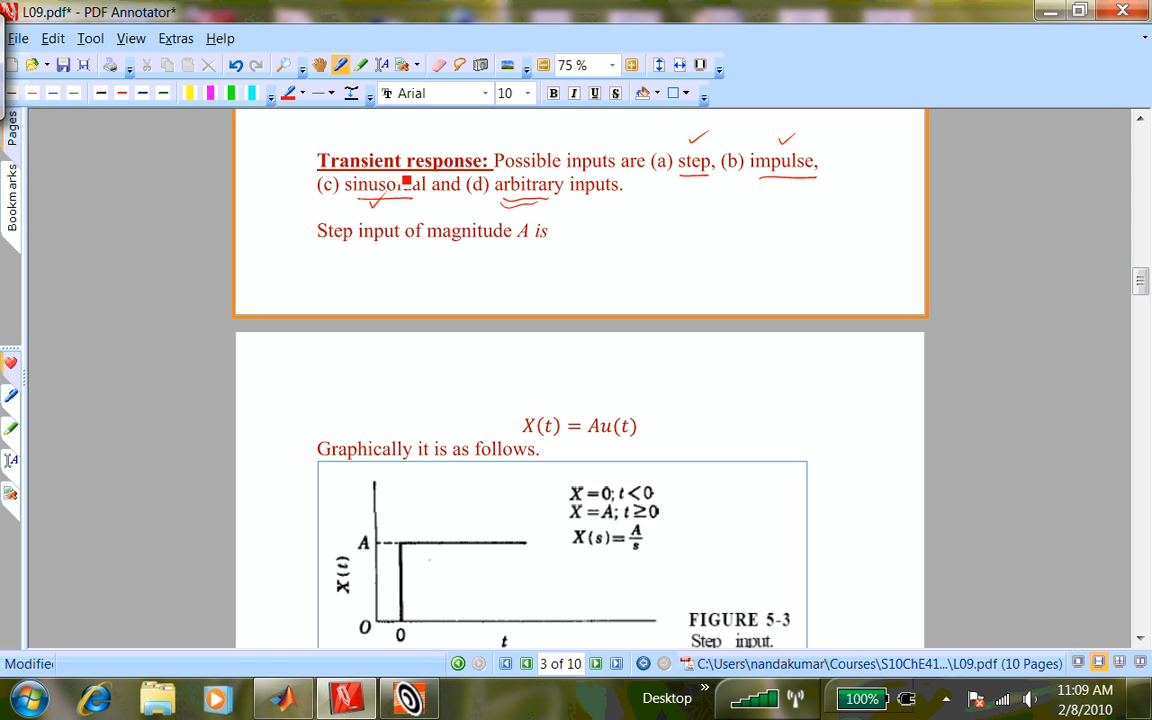 L09.pdf* - PDF Annotator*
File Edit Tool View Extras Help
75 %
Arial 10 B I U S
Pages
Bookmarks
Transient response: Possible inputs are (a) step, (b) impulse,
(c) sinusoidal and (d) arbitrary inputs.
Step input of magnitude A is
X(t) = Au(t)
Graphically it is as follows.
X=0; t<0
X=A; t≥0
X(s)=A/s
A
X(t)
O
0
t
FIGURE 5-3
Step input.
Modified
3 of 10
C:\Users\nandakumar\Courses\S10ChE41...\L09.pdf (10 Pages)
Desktop
»
100%
11:09 AM
2/8/2010